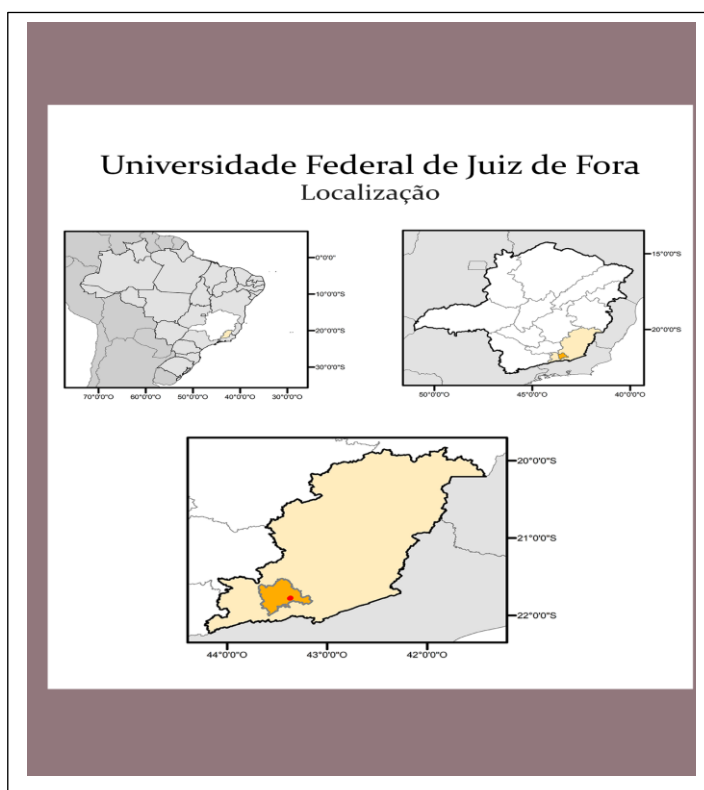 Universidade Federal de Juiz de Fora
Localização
0°0'0"
10°0'0"S
20°0'0"S
30°0'0"S
70°0'0"O 60°0'0"O 50°0'0"O 40°0'0"O 30°0'0"O
15°0'0"S
20°0'0"S
50°0'0"O 45°0'0"O 40°0'0"O
20°0'0"S
21°0'0"S
22°0'0"S
44°0'0"O 43°0'0"O 42°0'0"O